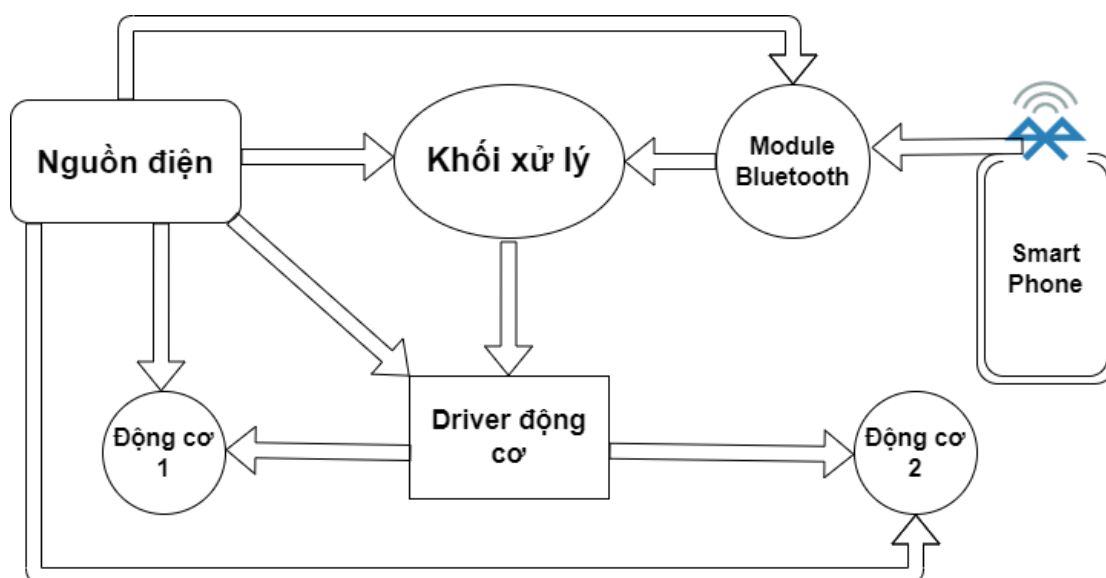 Nguồn điện
Khối xử lý
Module
Bluetooth
Smart
Phone
Động cơ
1
Driver động
cơ
Động cơ
2